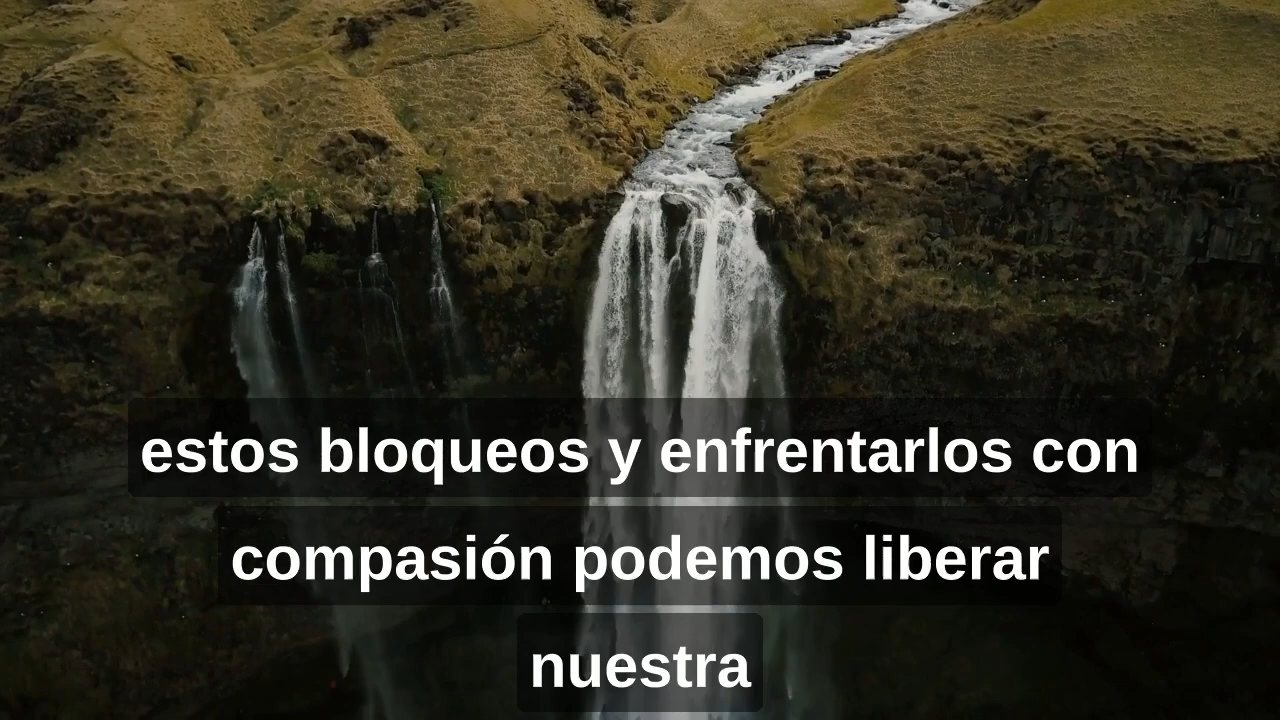 estos bloqueos y enfrentarlos con
compasión podemos liberar
nuestra